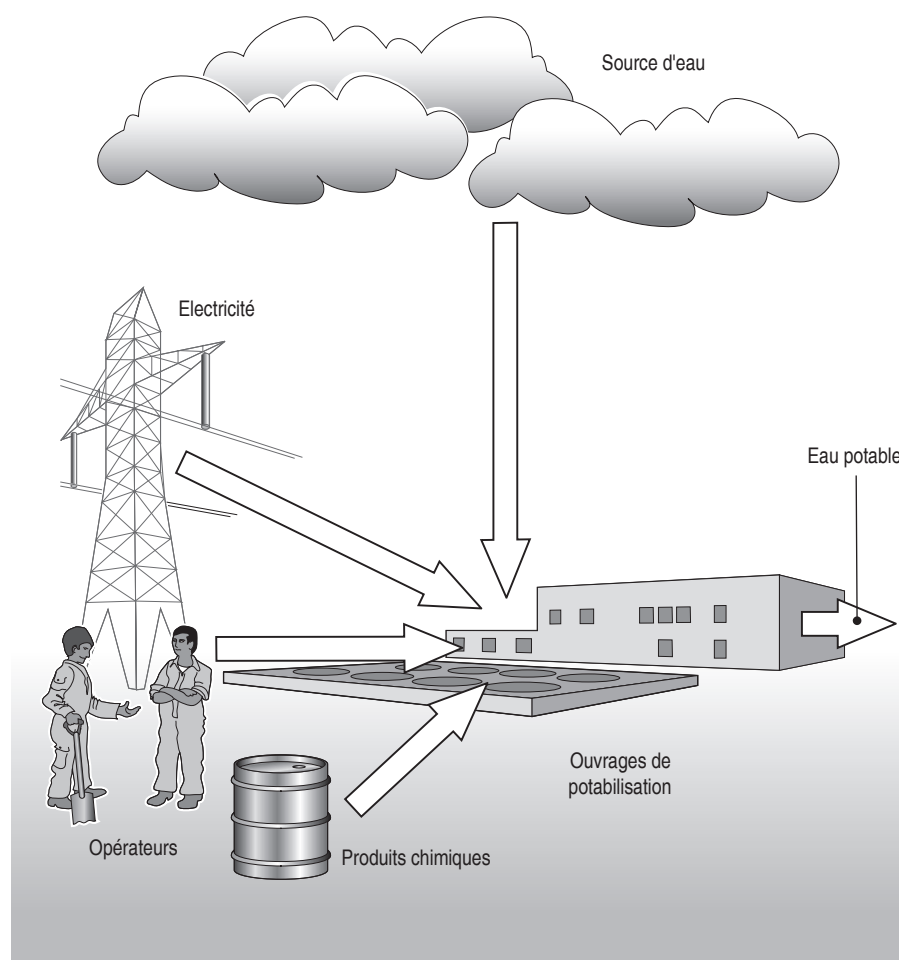 Source d'eau
Electricité
Eau potable
Ouvrages de
potabilisation
Opérateurs
Produits chimiques